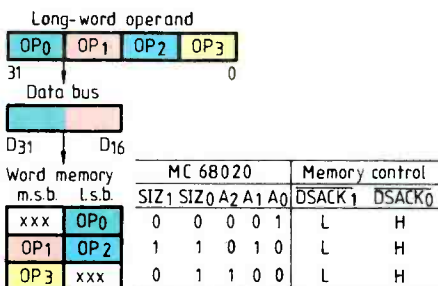 Long-word operand
OP0 OP1 OP2 OP3
31 0
Data bus
D31 D16
Word memory
m.s.b. l.s.b.
xxx OP0
OP1 OP2
OP3 xxx
MC 68020 Memory control
SIZ1 SIZ0 A2 A1 A0 DSACK1 DSACK0
0 0 0 0 1 L H
1 1 0 1 0 L H
0 1 1 0 0 L H